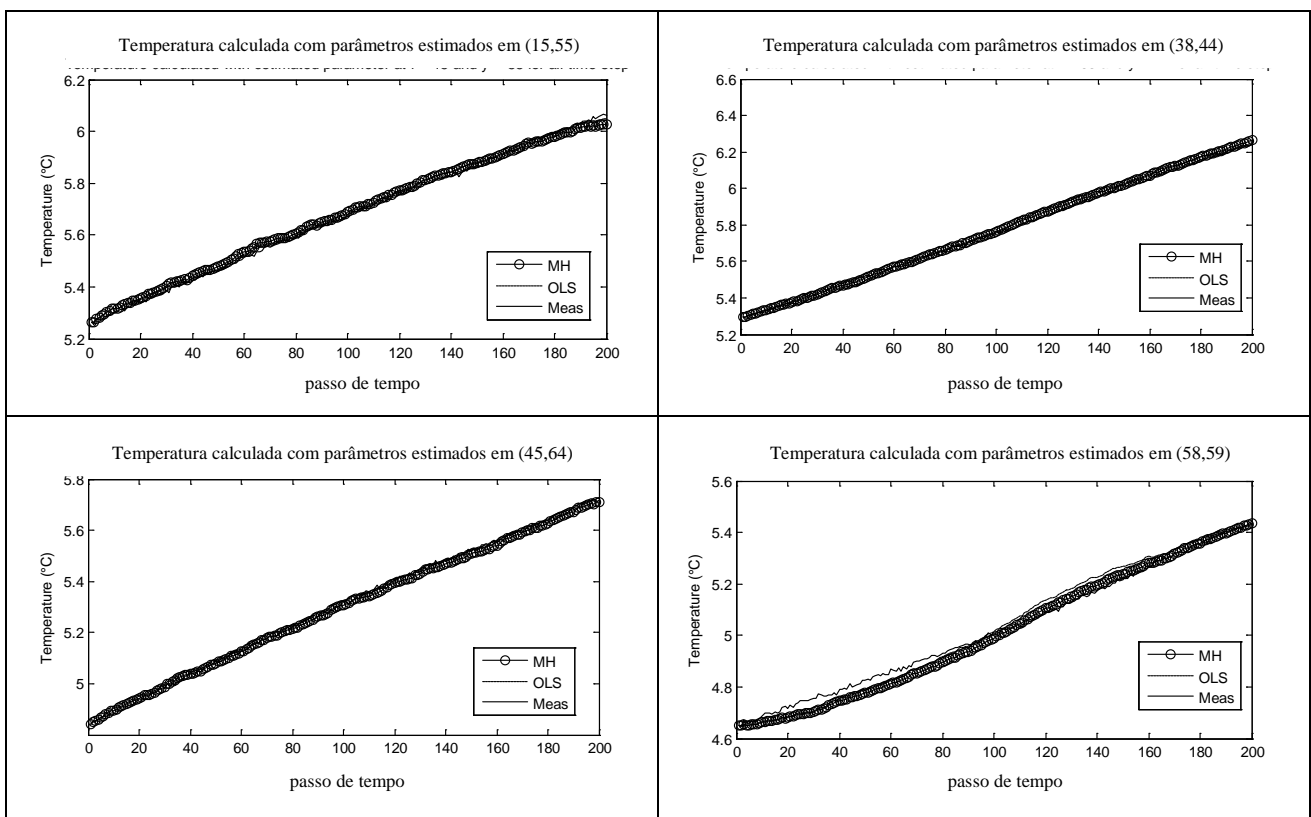 Temperatura calculada com parâmetros estimados em (15,55)
6.2
6
5.8
5.6
5.4
5.2
Temperature (°C)
0 20 40 60 80 100 120 140 160 180 200
MH
OLS
Meas
passo de tempo
Temperatura calculada com parâmetros estimados em (38,44)
6.6
6.4
6.2
6
5.8
5.6
5.4
5.2
Temperature (°C)
0 20 40 60 80 100 120 140 160 180 200
MH
OLS
Meas
passo de tempo
Temperatura calculada com parâmetros estimados em (45,64)
5.8
5.6
5.4
5.2
5
Temperature (°C)
0 20 40 60 80 100 120 140 160 180 200
MH
OLS
Meas
passo de tempo
Temperatura calculada com parâmetros estimados em (58,59)
5.6
5.4
5.2
5
4.8
4.6
Temperature (°C)
0 20 40 60 80 100 120 140 160 180 200
MH
OLS
Meas
passo de tempo